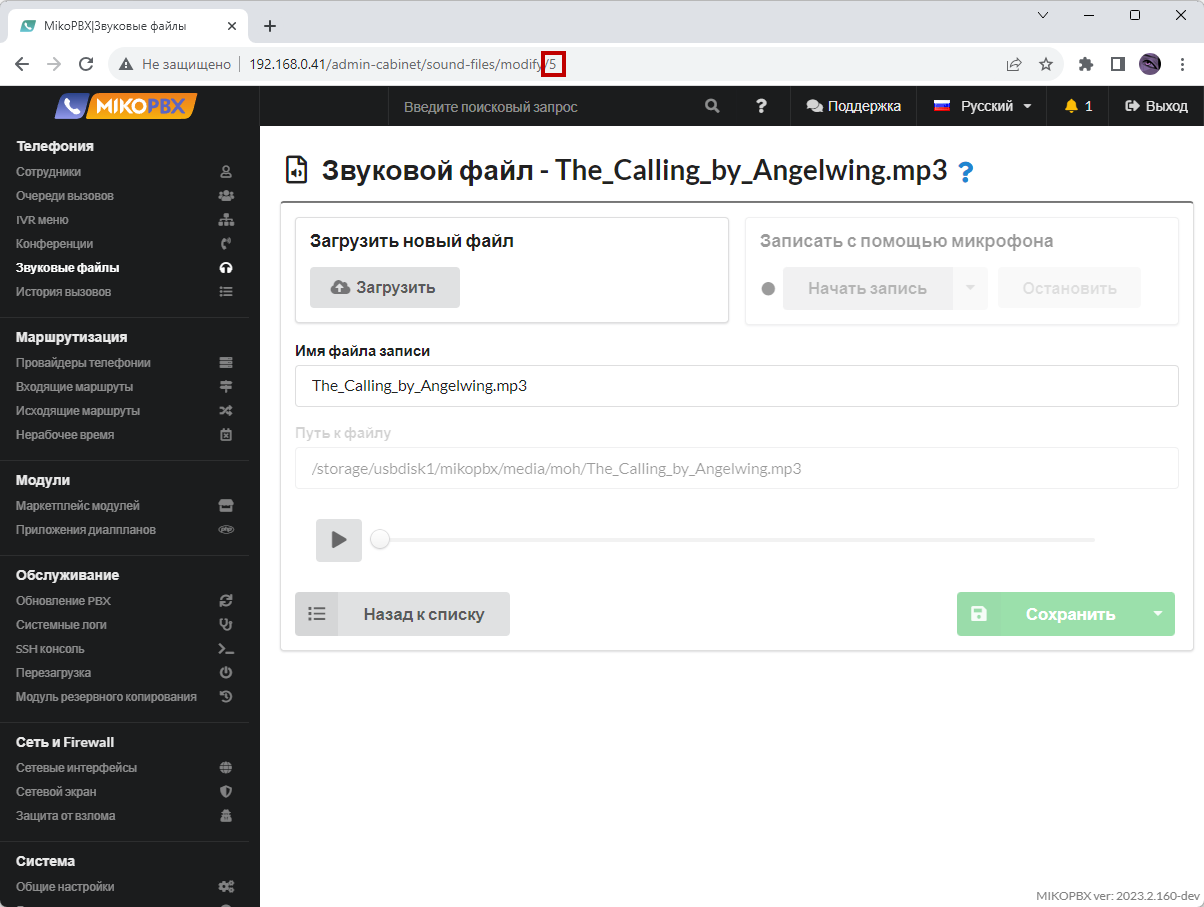 MikoPBX|Звуковые файлы
Не защищено
192.168.0.41/admin-cabinet/sound-files/modify/5
MIKOPBX
Введите поисковый запрос
?
Поддержка
Русский
1
Выход
Телефония
Сотрудники
Очереди вызовов
IVR меню
Конференции
Звуковые файлы
История вызовов
Маршрутизация
Провайдеры телефонии
Входящие маршруты
Исходящие маршруты
Нерабочее время
Модули
Маркетплейс модулей
Приложения диалпланов
Обслуживание
Обновление PBX
Системные логи
SSH консоль
Перезагрузка
Модуль резервного копирования
Сеть и Firewall
Сетевые интерфейсы
Сетевой экран
Защита от взлома
Система
Общие настройки
Звуковой файл - The_Calling_by_Angelwing.mp3 ?
Загрузить новый файл
Загрузить
Записать с помощью микрофона
Начать запись
Остановить
Имя файла записи
The_Calling_by_Angelwing.mp3
Путь к файлу
/storage/usbdisk1/mikopbx/media/moh/The_Calling_by_Angelwing.mp3
Назад к списку
Сохранить
MIKOPBX ver: 2023.2.160-dev